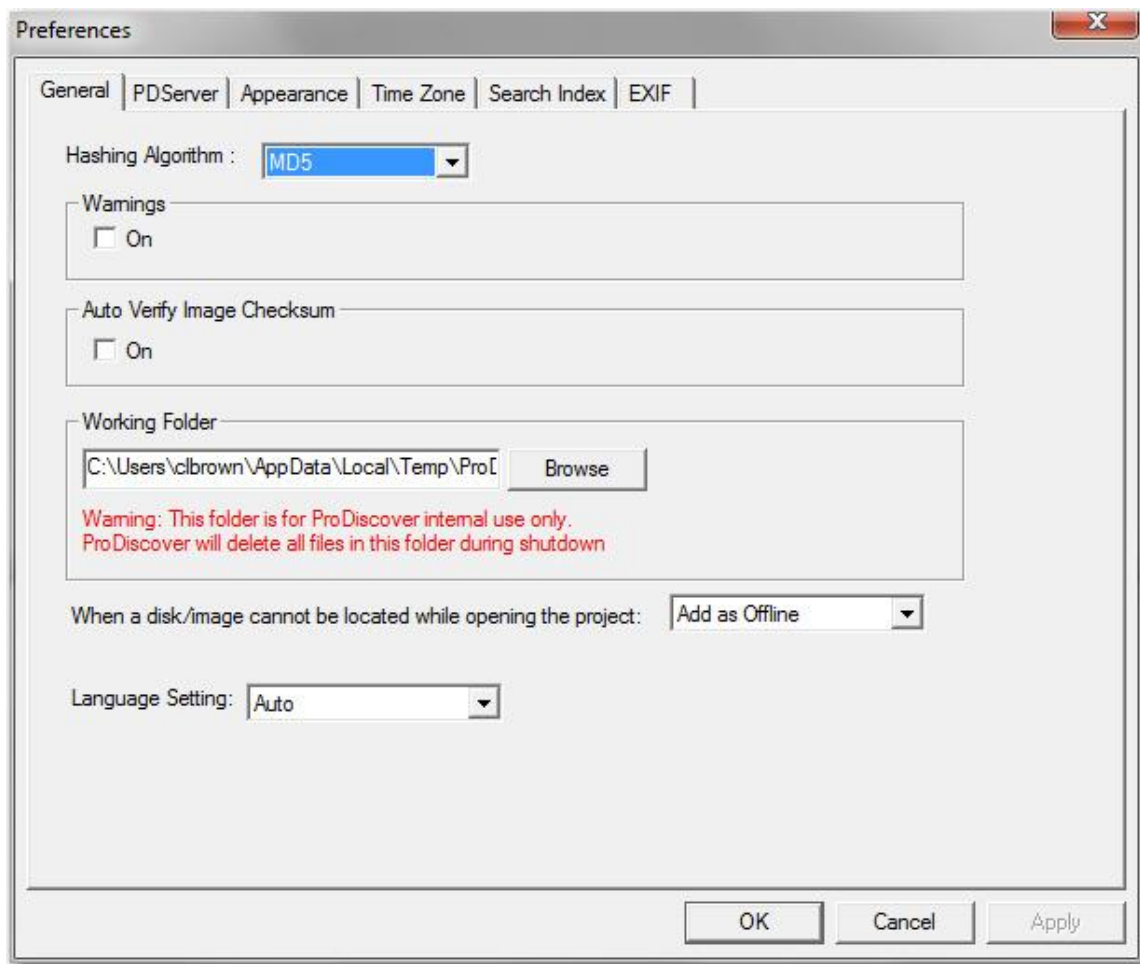 Preferences
General PDServer Appearance Time Zone Search Index EXIF
Hashing Algorithm : MD5
Warnings
On
Auto Verify Image Checksum
On
Working Folder
C:\Users\clbrown\AppData\Local\Temp\Pro Browse
Warning: This folder is for ProDiscover internal use only.
ProDiscover will delete all files in this folder during shutdown
When a disk/image cannot be located while opening the project: Add as Offline
Language Setting: Auto
OK Cancel Apply